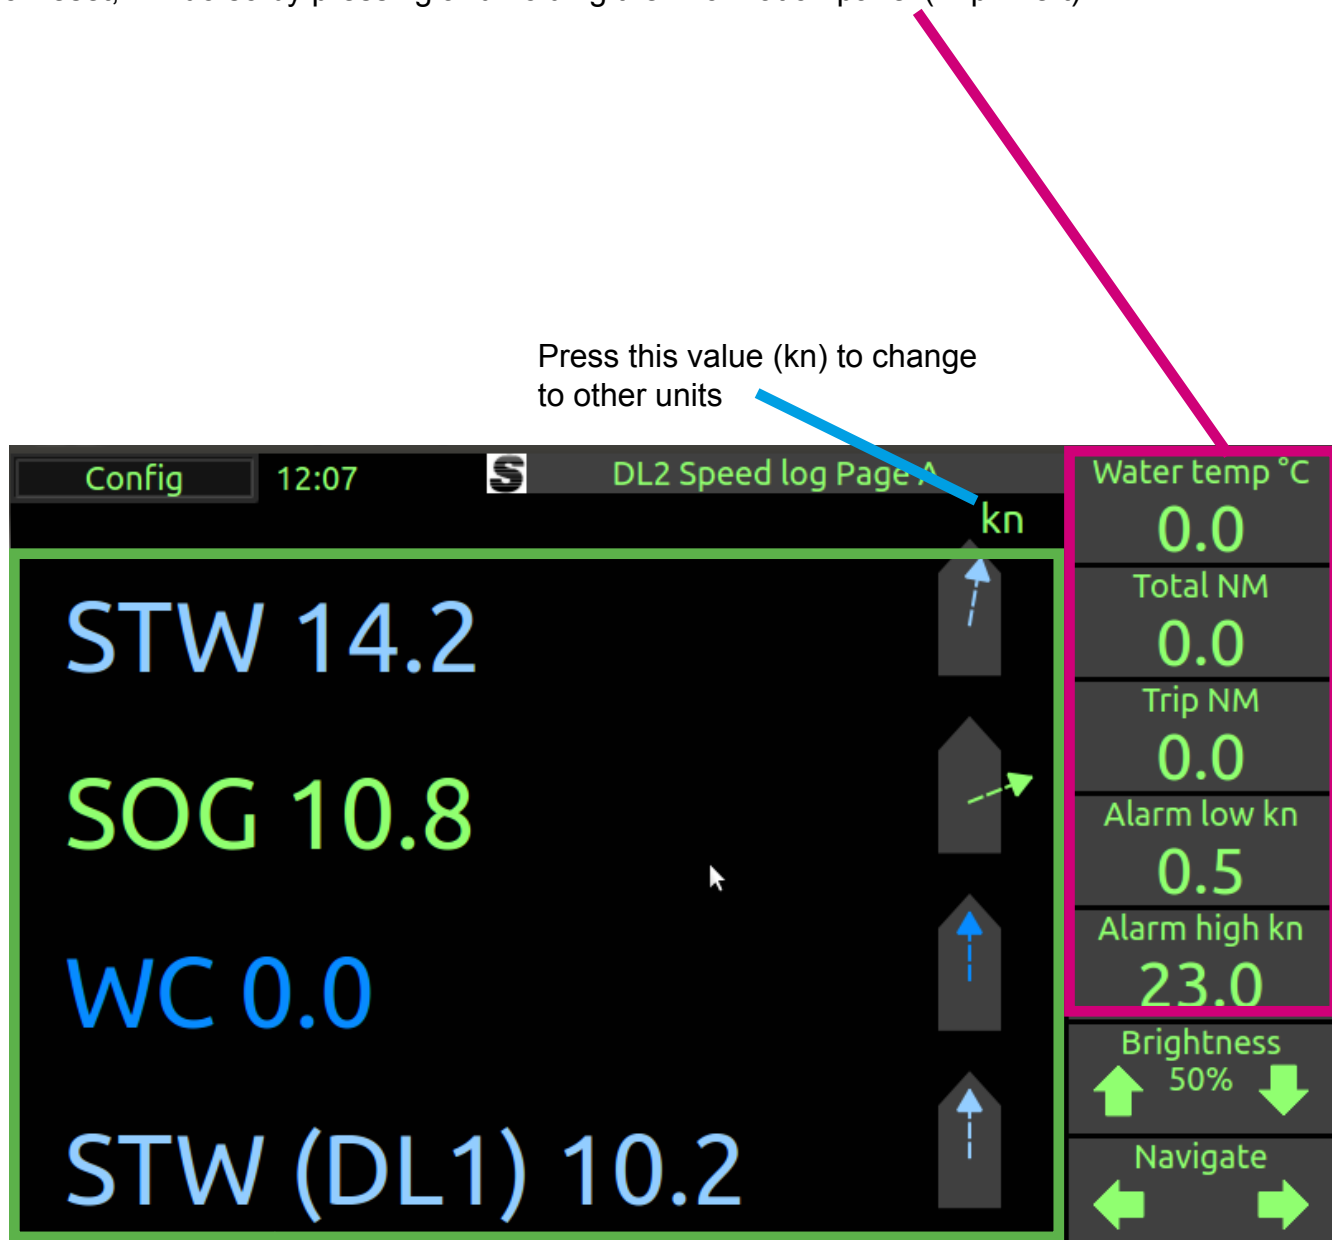 Press this value (kn) to change
to other units
Config 12:07 S DL2 Speed log Page A
kn
STW 14.2
SOG 10.8
WC 0.0
STW (DL1) 10.2
Water temp °C
0.0
Total NM
0.0
Trip NM
0.0
Alarm low kn
0.5
Alarm high kn
23.0
Brightness
50%
Navigate